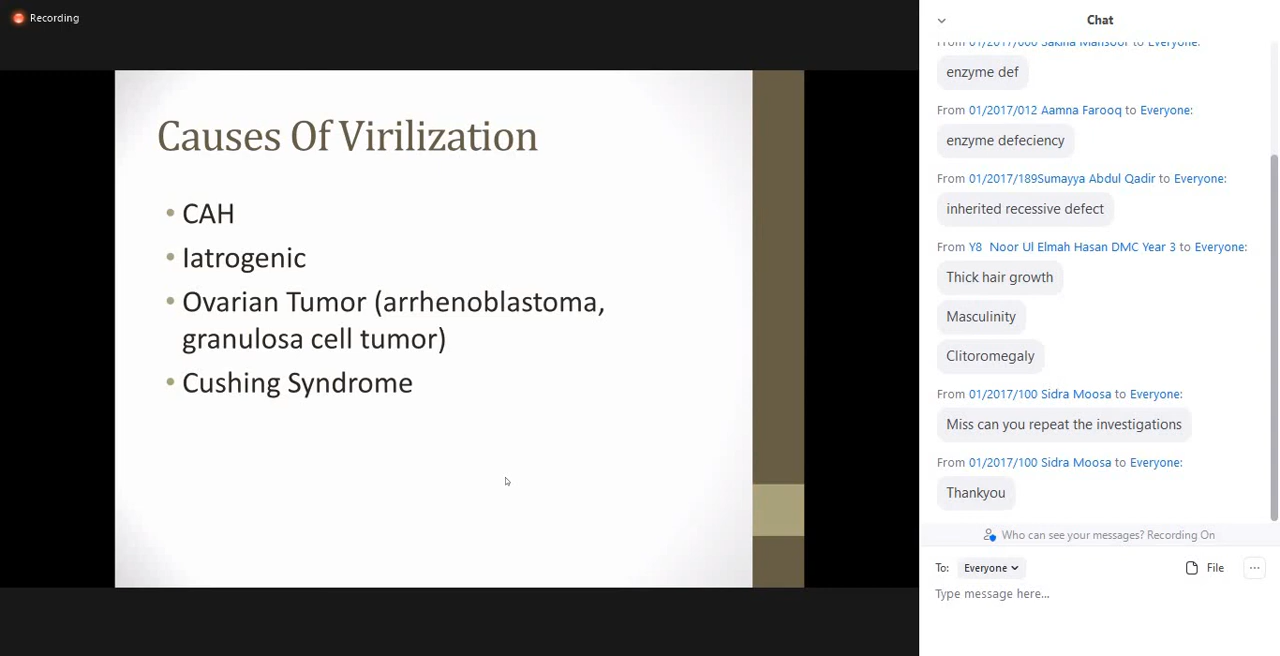 Recording
Causes Of Virilization
• CAH
• Iatrogenic
• Ovarian Tumor (arrhenoblastoma,
granulosa cell tumor)
• Cushing Syndrome
Chat
to Everyone:
enzyme def
From 01/2017/012 Aamna Farooq to Everyone:
enzyme defeciency
From 01/2017/189Sumayya Abdul Qadir to Everyone:
inherited recessive defect
From Y8 Noor Ul Elmah Hasan DMC Year 3 to Everyone:
Thick hair growth
Masculinity
Clitoromegaly
From 01/2017/100 Sidra Moosa to Everyone:
Miss can you repeat the investigations
From 01/2017/100 Sidra Moosa to Everyone:
Thankyou
Who can see your messages? Recording On
To: Everyone
File
Type message here...